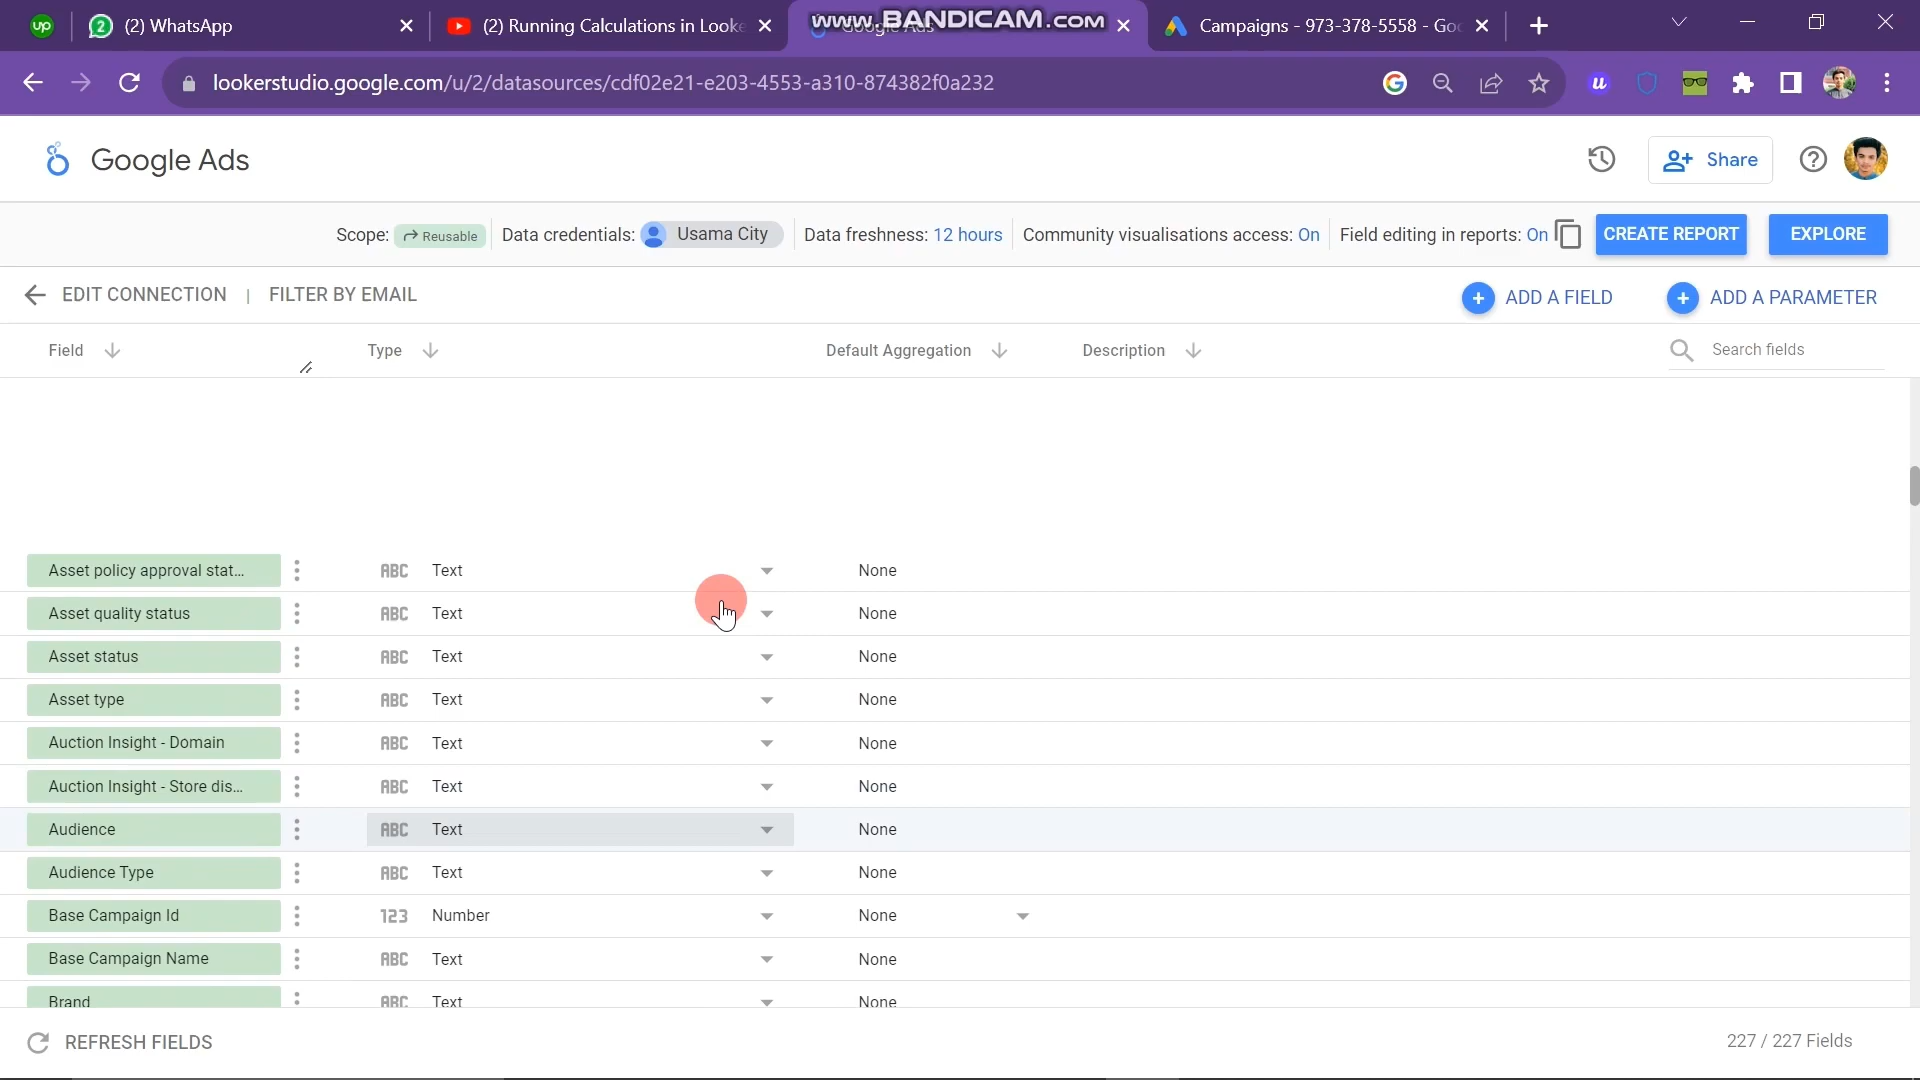 up
2
(2) WhatsApp
(2) Running Calculations in Looke
www.BANDICAM.com
Google Ads
Campaigns - 973-378-5558 - Goo
lookerstudio.google.com/u/2/datasources/cdf02e21-e203-4553-a310-874382f0a232
Google Ads
Share
Scope: Reusable Data credentials: Usama City Data freshness: 12 hours Community visualisations access: On Field editing in reports: On CREATE REPORT EXPLORE
EDIT CONNECTION | FILTER BY EMAIL
ADD A FIELD ADD A PARAMETER
Field Type Default Aggregation Description Search fields
Asset policy approval stat... ABC Text None
Asset quality status ABC Text None
Asset status ABC Text None
Asset type ABC Text None
Auction Insight - Domain ABC Text None
Auction Insight - Store dis... ABC Text None
Audience ABC Text None
Audience Type ABC Text None
Base Campaign Id 123 Number None
Base Campaign Name ABC Text None
Brand ABC Text None
REFRESH FIELDS 227 / 227 Fields